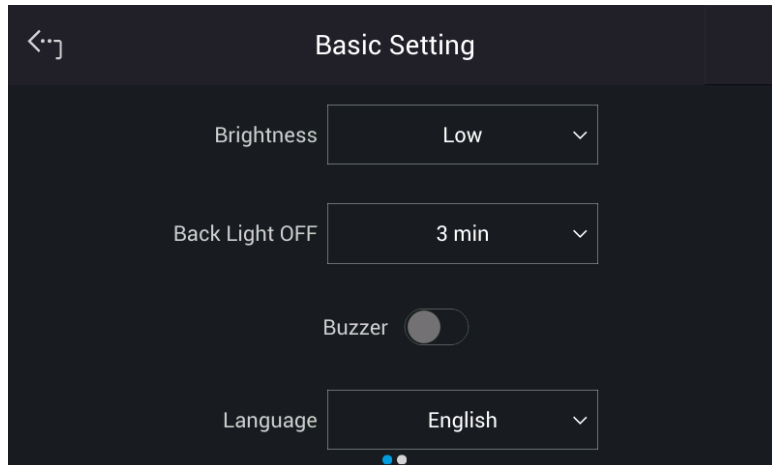 Basic Setting
Brightness Low
Back Light OFF 3 min
Buzzer
Language English